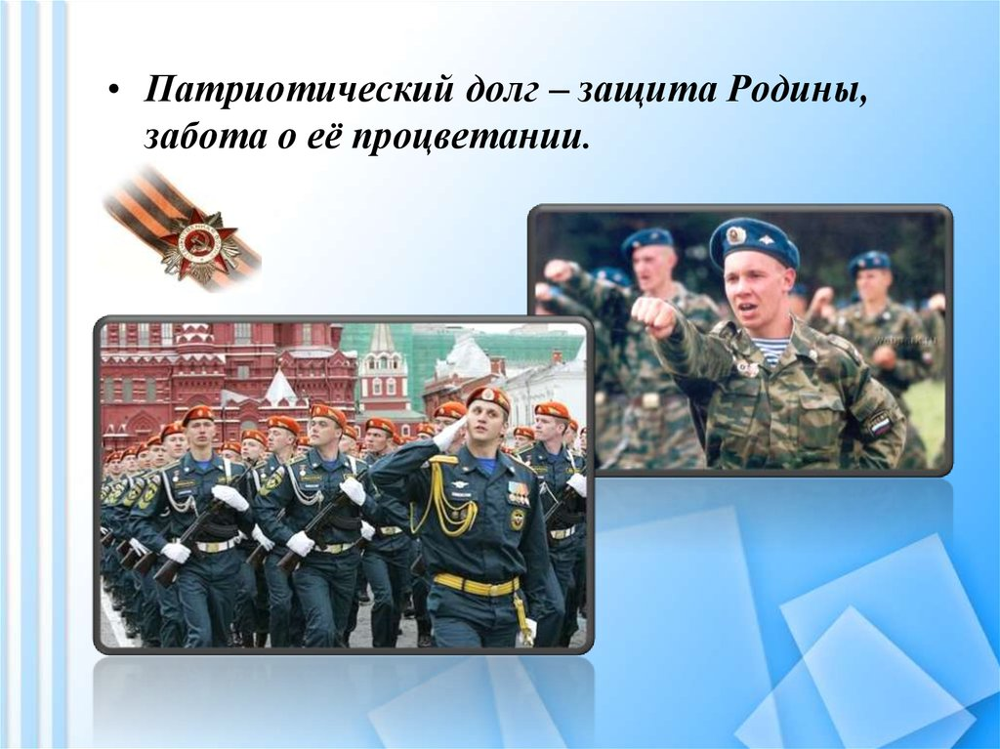 • Патриотический долг – защита Родины,
забота о её процветании.